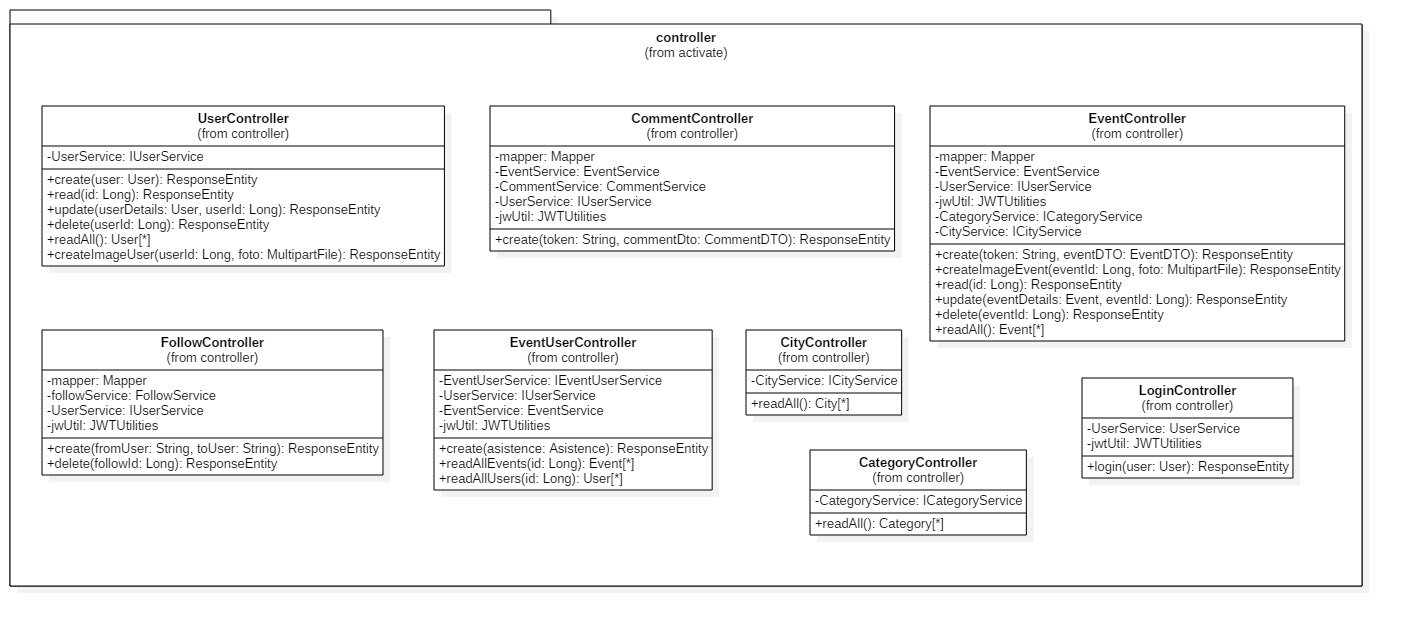 controller
(from activate)
UserController
(from controller)
-UserService: IUserService
+create(user: User): ResponseEntity
+read(id: Long): ResponseEntity
+update(userDetails: User, userId: Long): ResponseEntity
+delete(userId: Long): ResponseEntity
+readAll(): User[*]
+createImageUser(userId: Long, foto: MultipartFile): ResponseEntity
CommentController
(from controller)
-mapper: Mapper
-EventService: EventService
-CommentService: CommentService
-UserService: IUserService
-jwUtil: JWTUtilities
+create(token: String, commentDto: CommentDTO): ResponseEntity
EventController
(from controller)
-mapper: Mapper
-EventService: EventService
-UserService: IUserService
-jwUtil: JWTUtilities
-CategoryService: ICategoryService
-CityService: ICityService
+create(token: String, eventDTO: EventDTO): ResponseEntity
+createImageEvent(eventId: Long, foto: MultipartFile): ResponseEntity
+read(id: Long): ResponseEntity
+update(eventDetails: Event, eventId: Long): ResponseEntity
+delete(eventId: Long): ResponseEntity
+readAll(): Event[*]
FollowController
(from controller)
-mapper: Mapper
-followService: FollowService
-UserService: IUserService
-jwUtil: JWTUtilities
+create(fromUser: String, toUser: String): ResponseEntity
+delete(followId: Long): ResponseEntity
EventUserController
(from controller)
-EventUserService: IEventUserService
-UserService: IUserService
-EventService: EventService
-jwUtil: JWTUtilities
+create(asistence: Asistence): ResponseEntity
+readAllEvents(id: Long): Event[*]
+readAllUsers(id: Long): User[*]
CityController
(from controller)
-CityService: ICityService
+readAll(): City[*]
CategoryController
(from controller)
-CategoryService: ICategoryService
+readAll(): Category[*]
LoginController
(from controller)
-UserService: UserService
-jwtUtil: JWTUtilities
+login(user: User): ResponseEntity